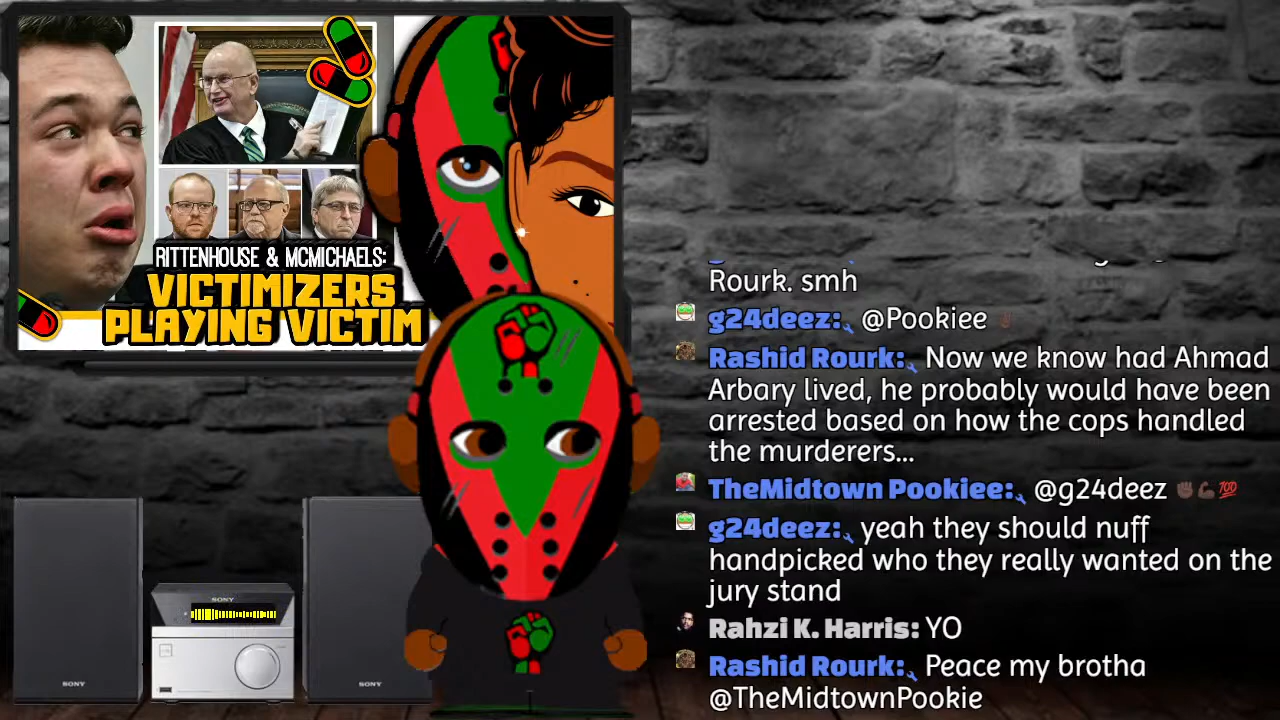 RITTENHOUSE & MCMICHAELS:
VICTIMIZERS
PLAYING VICTIM
SONY
SONY
SONY
Rourk. smh
g24deez: @Pookiee
Rashid Rourk: Now we know had Ahmad
Arbary lived, he probably would have been
arrested based on how the cops handled
the murderers...
TheMidtown Pookiee: @g24deez ✊🏿💪🏿💯
g24deez: yeah they should nuff
handpicked who they really wanted on the
jury stand
Rahzi K. Harris: YO
Rashid Rourk: Peace my brotha
@TheMidtownPookie